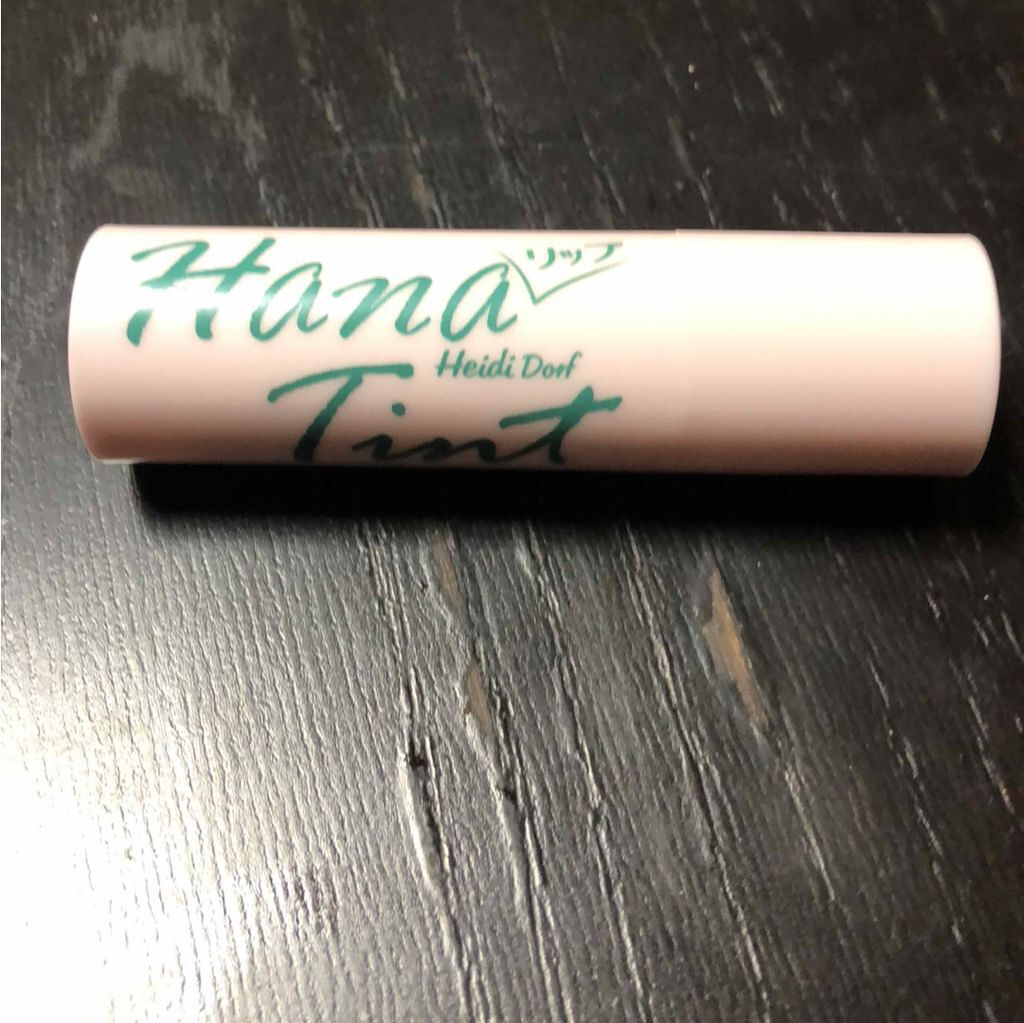 Hana リップ
Heidi Dorf
Tint